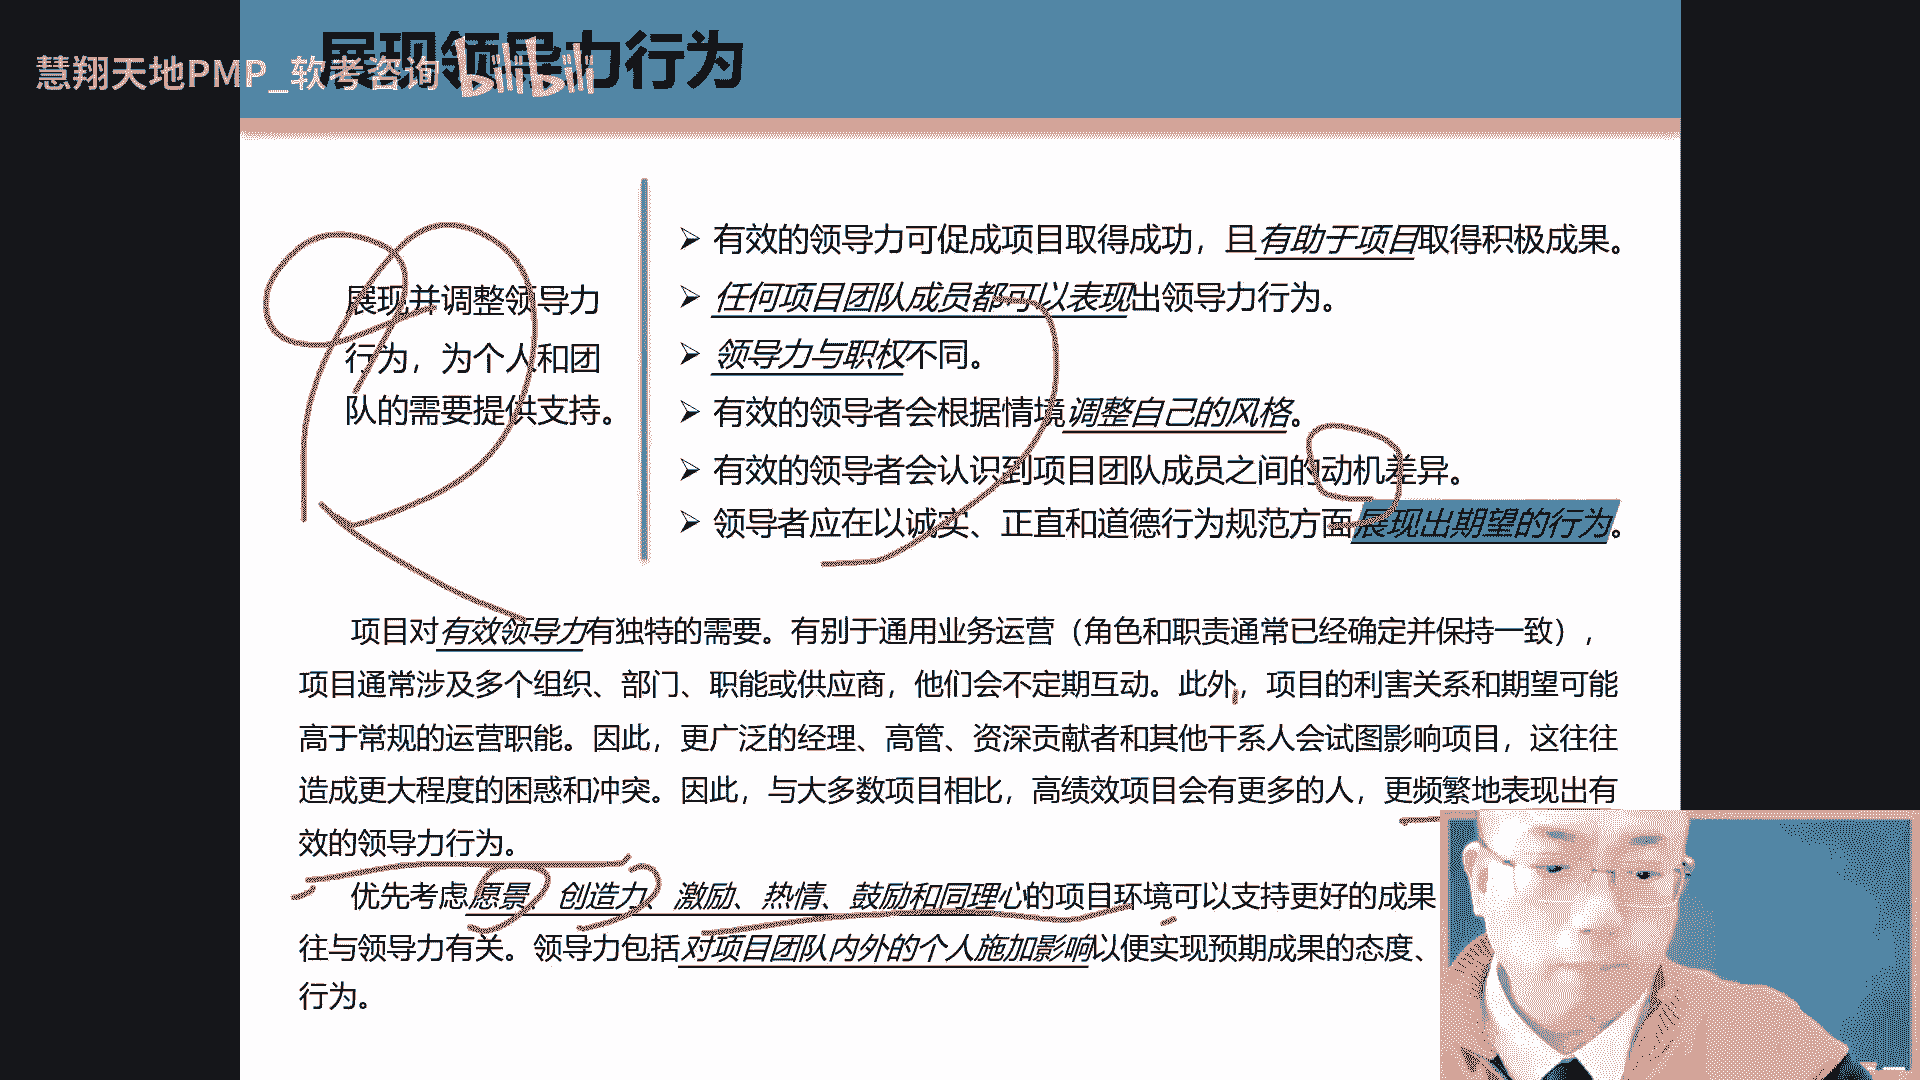 展现领导力行为
慧翔天地PMP_软考咨询 bilibili
展现并调整领导力
行为，为个人和团
队的需要提供支持。
➢ 有效的领导力可促成项目取得成功，且有助于项目取得积极成果。
➢ 任何项目团队成员都可以表现出领导力行为。
➢ 领导力与职权不同。
➢ 有效的领导者会根据情境调整自己的风格。
➢ 有效的领导者会认识到项目团队成员之间的动机差异。
➢ 领导者应在以诚实、正直和道德行为规范方面展现出期望的行为。
项目对有效领导力有独特的需要。有别于通用业务运营（角色和职责通常已经确定并保持一致），
项目通常涉及多个组织、部门、职能或供应商，他们会不定期互动。此外，项目的利害关系和期望可能
高于常规的运营职能。因此，更广泛的经理、高管、资深贡献者和其他干系人会试图影响项目，这往往
造成更大程度的困惑和冲突。因此，与大多数项目相比，高绩效项目会有更多的人，更频繁地表现出有
效的领导力行为。
优先考虑愿景、创造力、激励、热情、鼓励和同理心的项目环境可以支持更好的成果
往与领导力有关。领导力包括对项目团队内外的个人施加影响以便实现预期成果的态度、
行为。